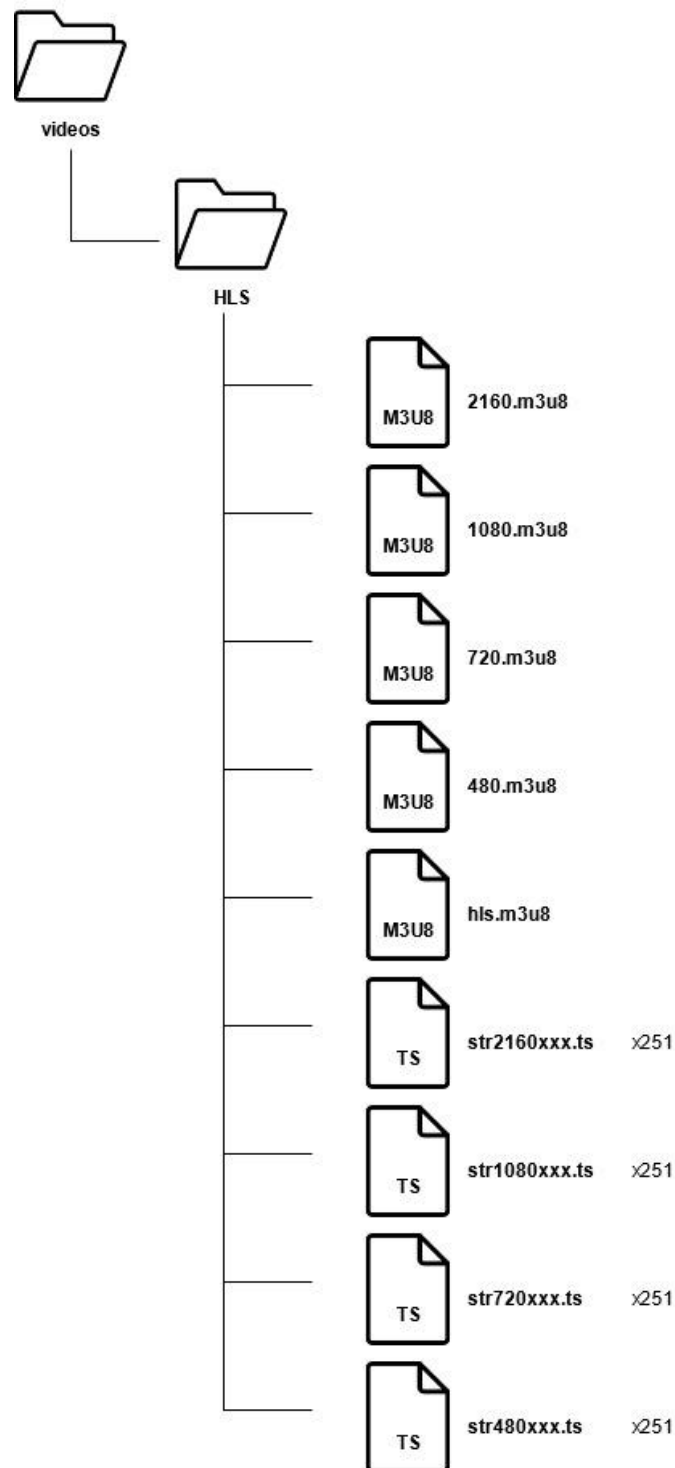 videos
HLS
M3U8 2160.m3u8
M3U8 1080.m3u8
M3U8 720.m3u8
M3U8 480.m3u8
M3U8 hls.m3u8
TS str2160xxx.ts x251
TS str1080xxx.ts x251
TS str720xxx.ts x251
TS str480xxx.ts x251